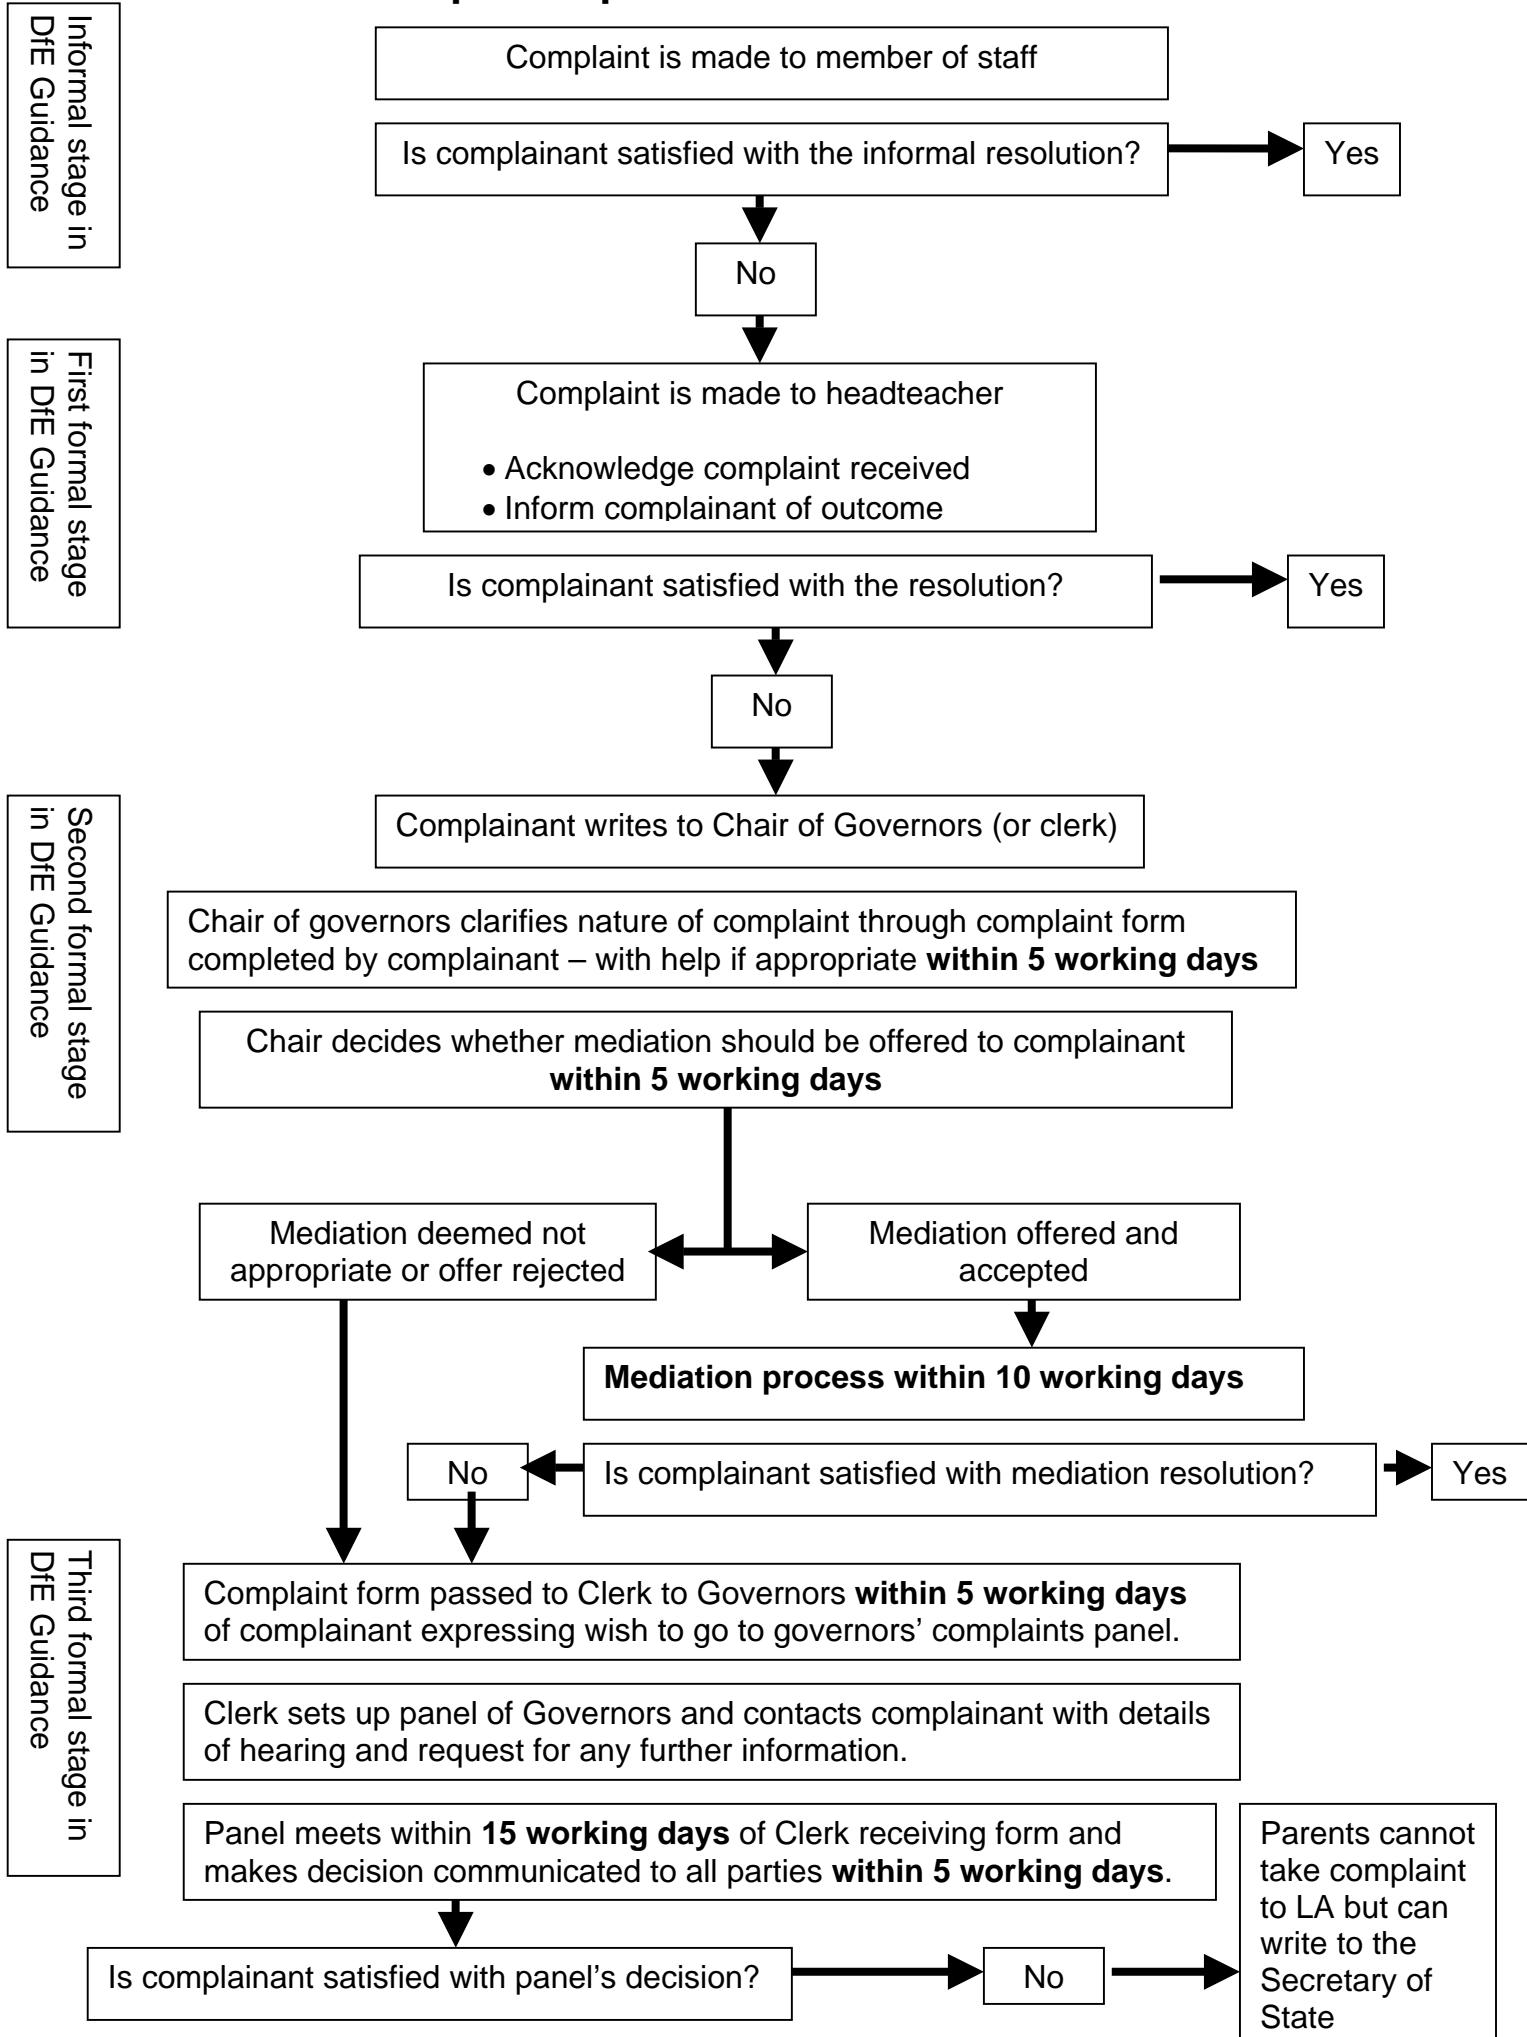 Informal stage in
DfE Guidance
Complaint is made to member of staff
Is complainant satisfied with the informal resolution?
Yes
No
First formal stage
in DfE Guidance
Complaint is made to headteacher
• Acknowledge complaint received
• Inform complainant of outcome
Is complainant satisfied with the resolution?
Yes
No
Second formal stage
in DfE Guidance
Complainant writes to Chair of Governors (or clerk)
Chair of governors clarifies nature of complaint through complaint form
completed by complainant – with help if appropriate within 5 working days
Chair decides whether mediation should be offered to complainant
within 5 working days
Mediation deemed not
appropriate or offer rejected
Mediation offered and
accepted
Mediation process within 10 working days
No
Is complainant satisfied with mediation resolution?
Yes
Third formal stage in
DfE Guidance
Complaint form passed to Clerk to Governors within 5 working days
of complainant expressing wish to go to governors’ complaints panel.
Clerk sets up panel of Governors and contacts complainant with details
of hearing and request for any further information.
Panel meets within 15 working days of Clerk receiving form and
makes decision communicated to all parties within 5 working days.
Is complainant satisfied with panel’s decision?
No
Parents cannot
take complaint
to LA but can
write to the
Secretary of
State